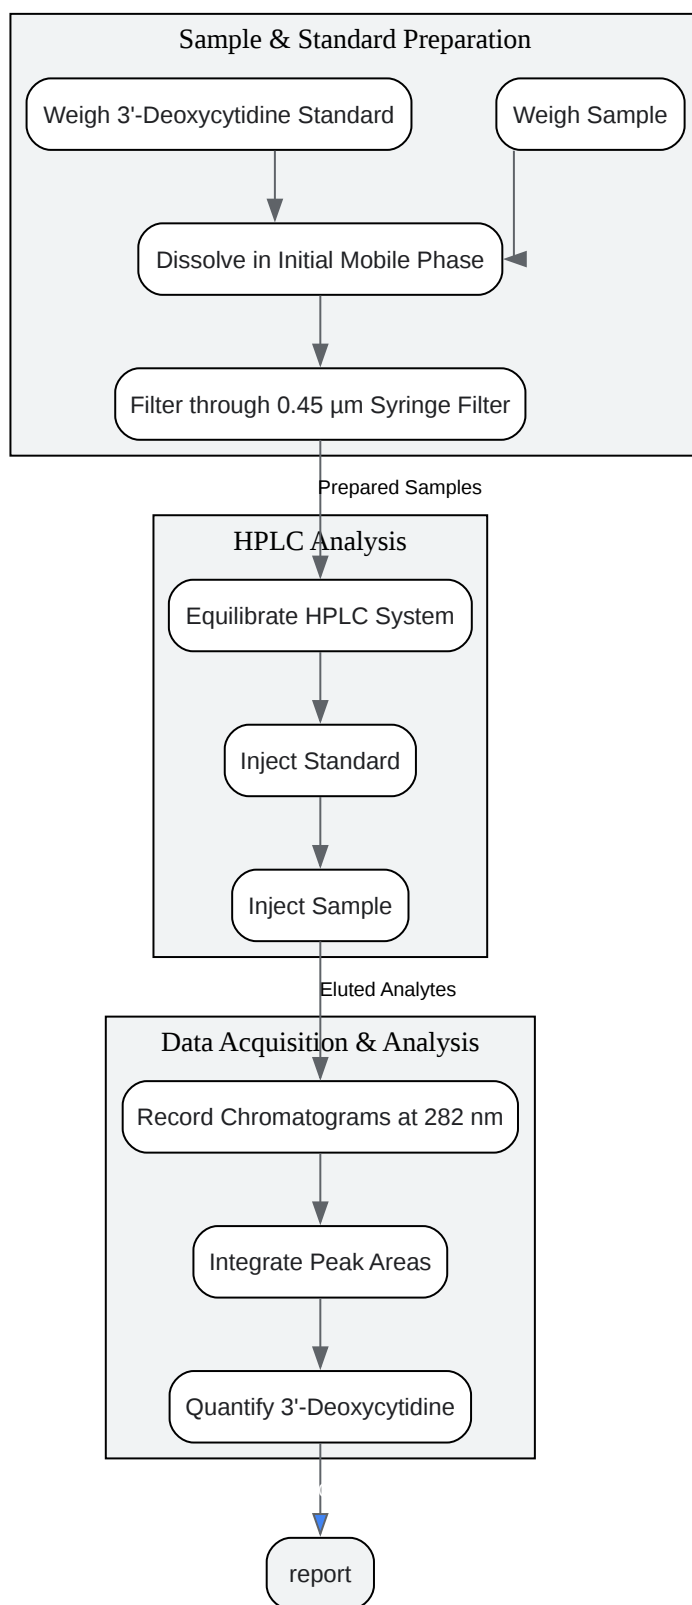 Sample & Standard Preparation
Weigh 3'-Deoxycytidine Standard
Weigh Sample
Dissolve in Initial Mobile Phase
Filter through 0.45 µm Syringe Filter
Prepared Samples
HPLC Analysis
Equilibrate HPLC System
Inject Standard
Inject Sample
Eluted Analytes
Data Acquisition & Analysis
Record Chromatograms at 282 nm
Integrate Peak Areas
Quantify 3'-Deoxycytidine
report